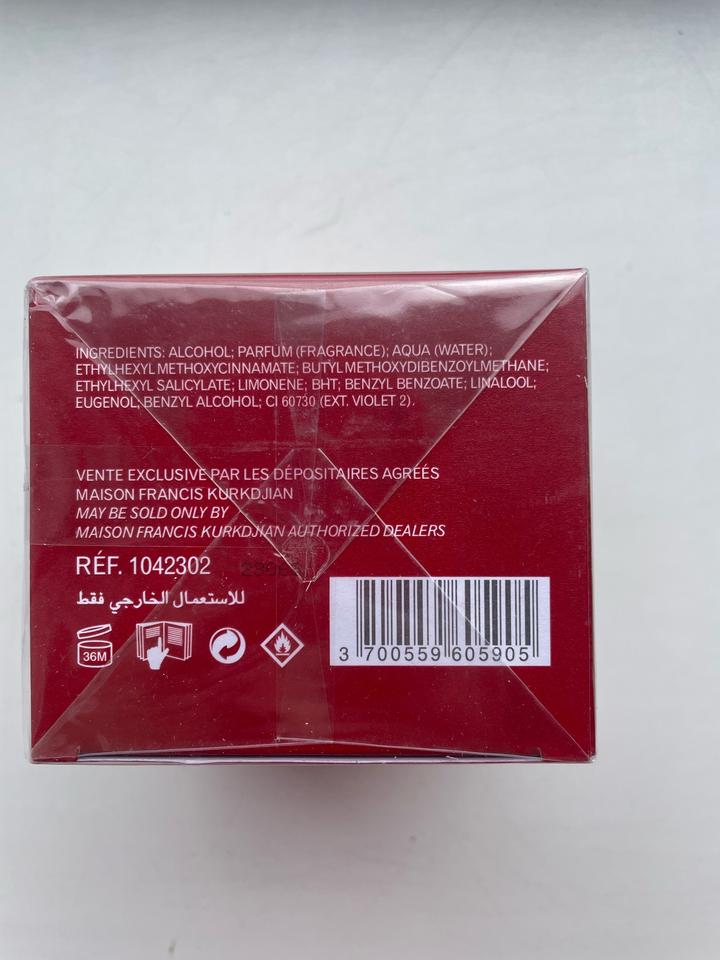 INGREDIENTS: ALCOHOL; PARFUM (FRAGRANCE); AQUA (WATER);
ETHYLHEXYL METHOXYCINNAMATE; BUTYL METHOXYDIBENZOYLMETHANE;
ETHYLHEXYL SALICYLATE; LIMONENE; BHT; BENZYL BENZOATE; LINALOOL;
EUGENOL; BENZYL ALCOHOL; CI 60730 (EXT. VIOLET 2).
VENTE EXCLUSIVE PAR LES DÉPOSITAIRES AGRÉÉS
MAISON FRANCIS KURKDJIAN
MAY BE SOLD ONLY BY
MAISON FRANCIS KURKDJIAN AUTHORIZED DEALERS
RÉF. 1042302
للاستعمال الخارجي فقط
36M
3 700559 605905